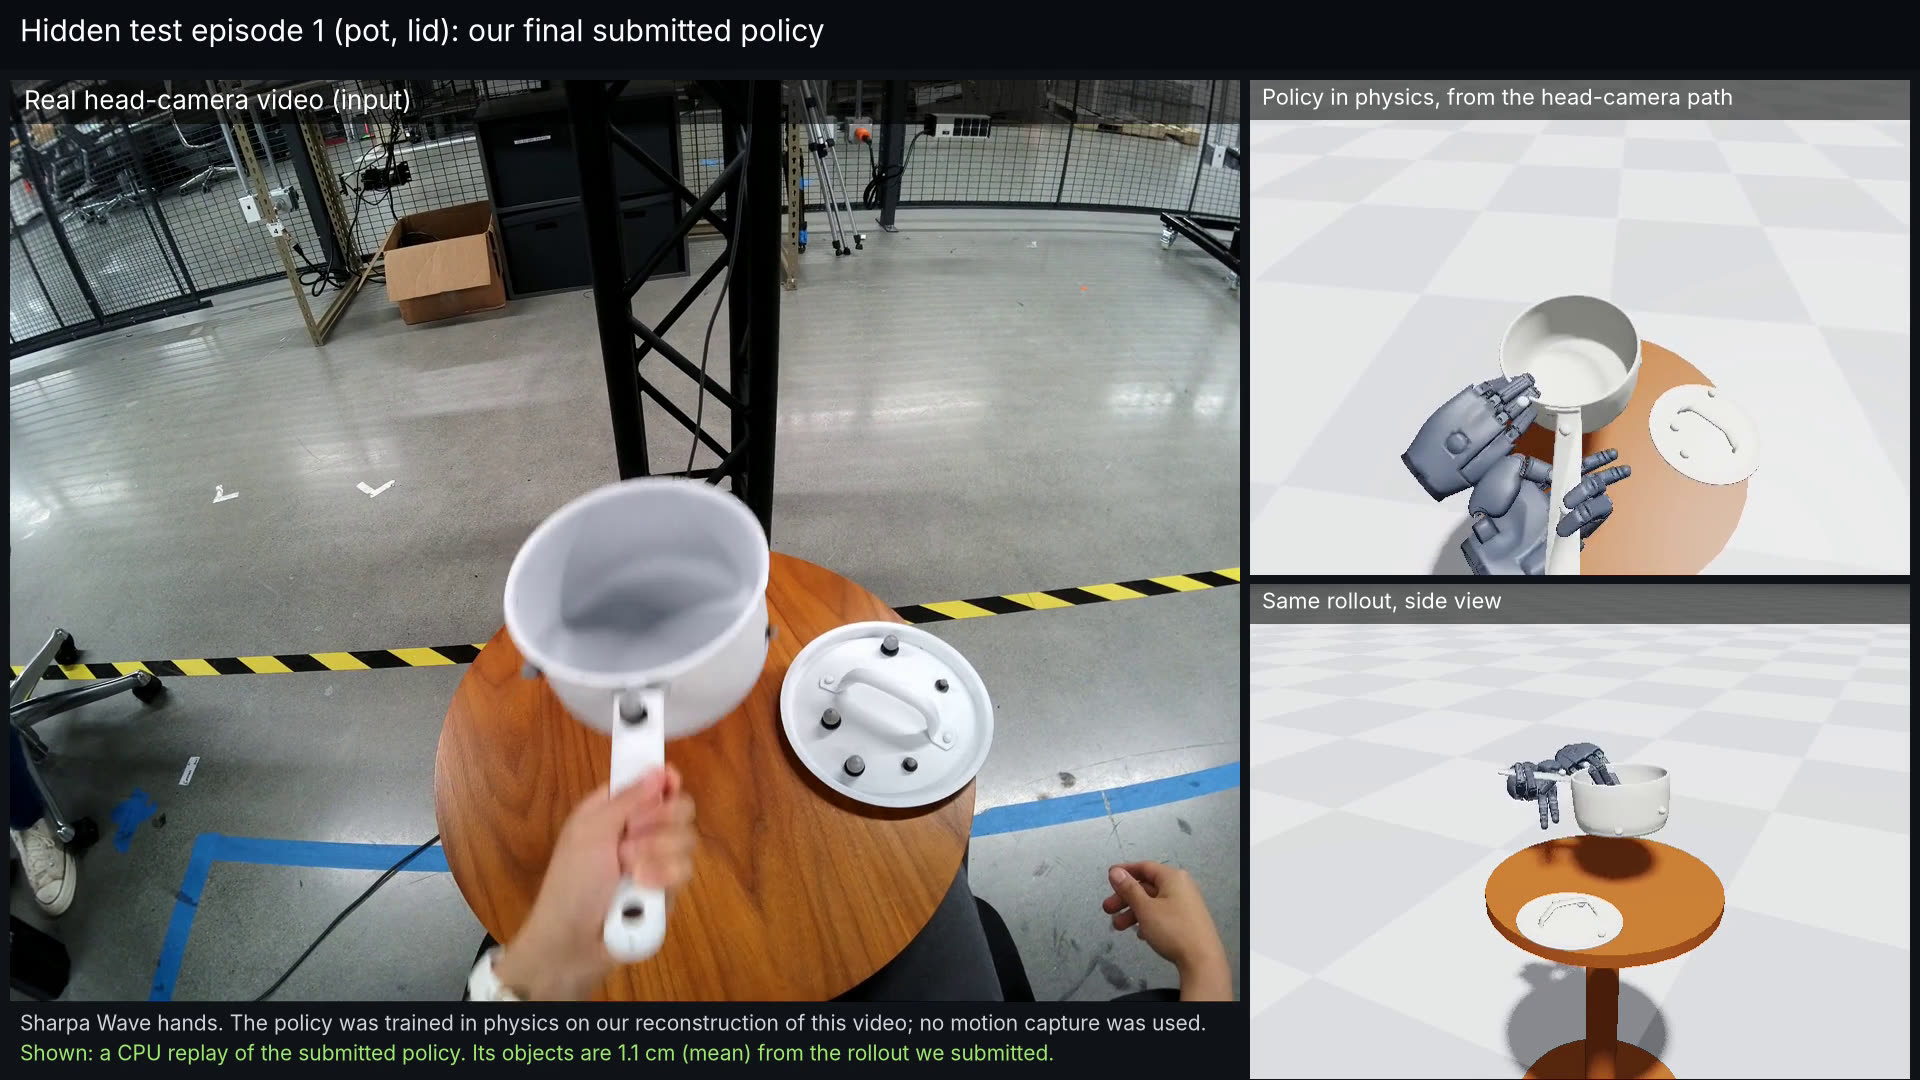 Hidden test episode 1 (pot, lid): our final submitted policy
Real head-camera video (input)
Policy in physics, from the head-camera path
Same rollout, side view
Sharpa Wave hands. The policy was trained in physics on our reconstruction of this video; no motion capture was used.
Shown: a CPU replay of the submitted policy. Its objects are 1.1 cm (mean) from the rollout we submitted.